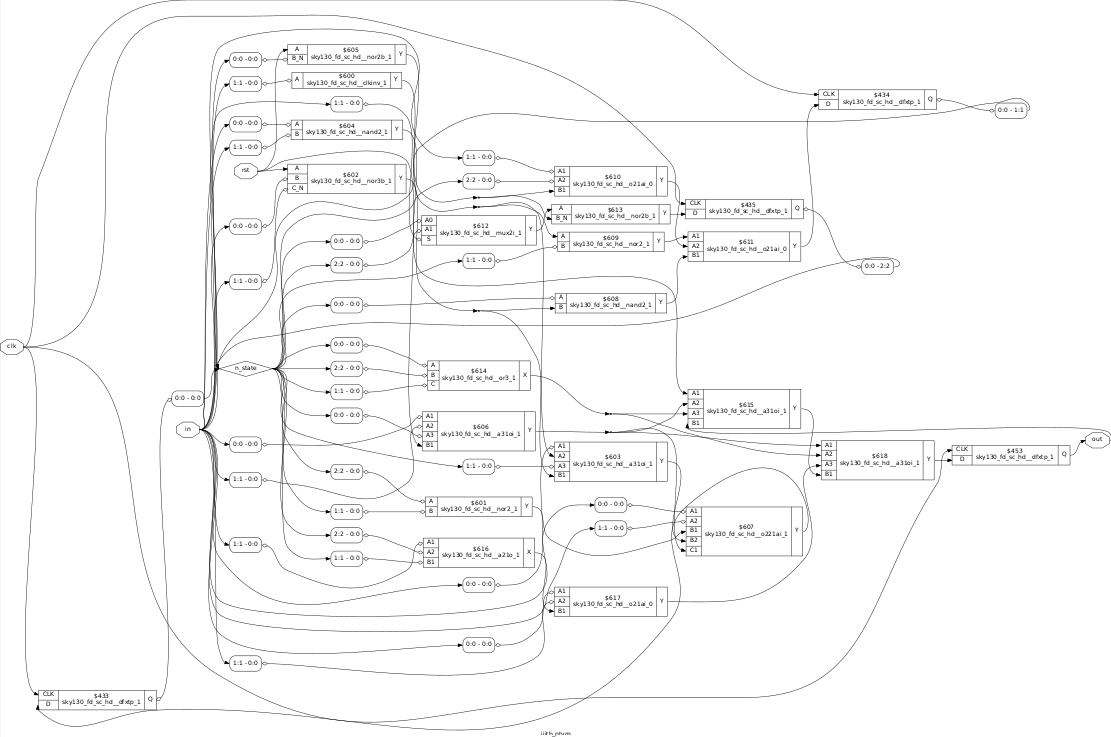 A
B_N
$605
sky130_fd_sc_hd__nor2b_1
Y
0:0 - 0:0
A
$600
sky130_fd_sc_hd__clkinv_1
Y
1:1 - 0:0
1:1 - 0:0
CLK
D
$434
sky130_fd_sc_hd__dfxtp_1
Q
0:0 - 1:1
0:0 - 0:0
A
B
$604
sky130_fd_sc_hd__nand2_1
Y
1:1 - 0:0
rst
1:1 - 0:0
A
B
C_N
$602
sky130_fd_sc_hd__nor3b_1
Y
2:2 - 0:0
A1
A2
B1
$610
sky130_fd_sc_hd__o21ai_0
Y
A
B_N
$613
sky130_fd_sc_hd__nor2b_1
Y
CLK
D
$435
sky130_fd_sc_hd__dfxtp_1
Q
0:0 - 0:0
A0
A1
S
$612
sky130_fd_sc_hd__mux2i_1
Y
0:0 - 0:0
A
B
$609
sky130_fd_sc_hd__nor2_1
Y
A1
A2
B1
$611
sky130_fd_sc_hd__o21ai_0
Y
2:2 - 0:0
1:1 - 0:0
0:0 - 2:2
1:1 - 0:0
0:0 - 0:0
A
B
$608
sky130_fd_sc_hd__nand2_1
Y
clk
0:0 - 0:0
n_state
2:2 - 0:0
1:1 - 0:0
A
B
C
$614
sky130_fd_sc_hd__or3_1
X
0:0 - 0:0
0:0 - 0:0
A1
A2
A3
B1
$615
sky130_fd_sc_hd__a31oi_1
Y
in
A1
A2
A3
B1
$606
sky130_fd_sc_hd__a31oi_1
Y
out
0:0 - 0:0
A1
A2
A3
B1
$603
sky130_fd_sc_hd__a31oi_1
Y
A1
A2
A3
B1
$618
sky130_fd_sc_hd__a31oi_1
Y
CLK
D
$453
sky130_fd_sc_hd__dfxtp_1
Q
2:2 - 0:0
1:1 - 0:0
1:1 - 0:0
1:1 - 0:0
A
B
$601
sky130_fd_sc_hd__nor2_1
Y
0:0 - 0:0
1:1 - 0:0
A1
A2
B1
B2
C1
$607
sky130_fd_sc_hd__o221ai_1
Y
2:2 - 0:0
1:1 - 0:0
1:1 - 0:0
A1
A2
B1
$616
sky130_fd_sc_hd__a21o_1
X
0:0 - 0:0
A1
A2
B1
$617
sky130_fd_sc_hd__o21ai_0
Y
0:0 - 0:0
1:1 - 0:0
CLK
D
$433
sky130_fd_sc_hd__dfxtp_1
Q